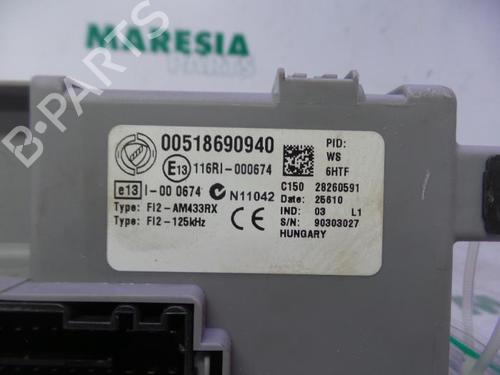 MARESIA
PARTS
B-PARTS
00518690940
E13 116RI-000674
e13 I-00 0674 N11042
Type: FI2-AM433RX
Type: FI2-125kHz
CE
PID:
WS
6HTF
C150 28260591
Date: 25610
IND: 03 L1
S/N: 90303027
HUNGARY